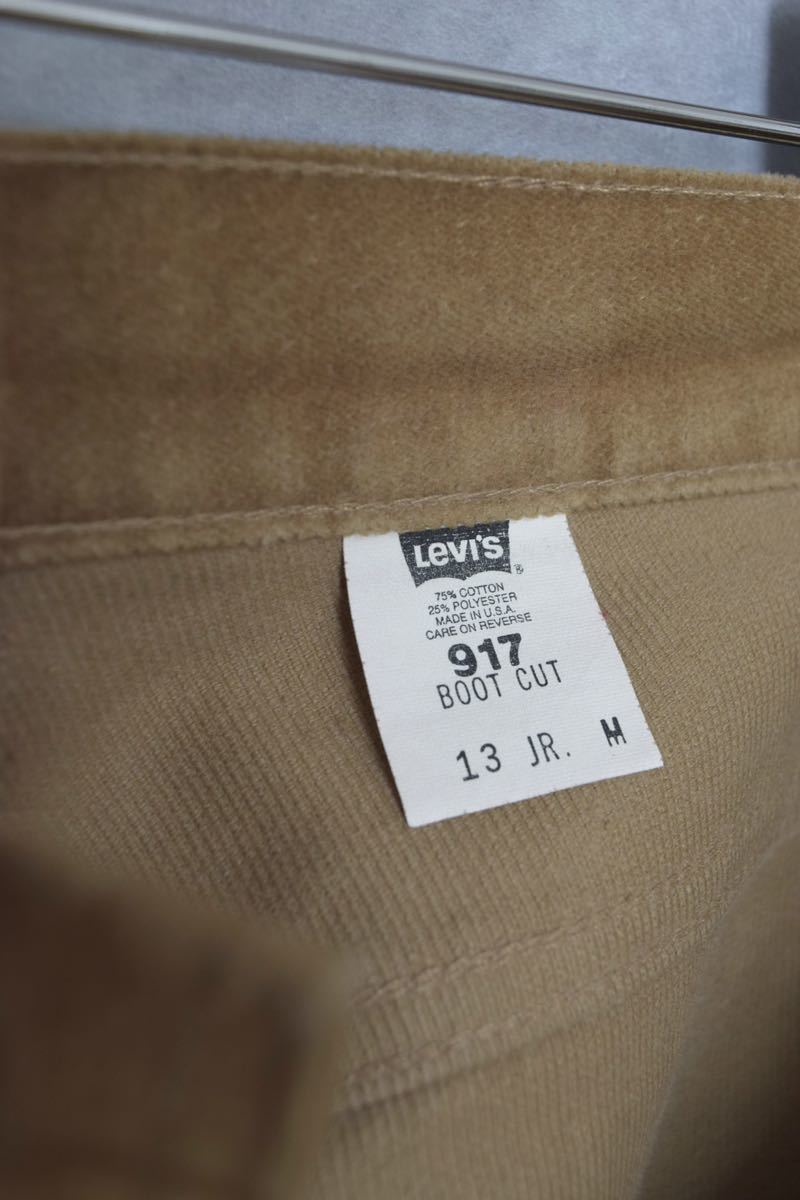 Levi's ®
75% COTTON
25% POLYESTER
MADE IN U.S.A.
CARE ON REVERSE
917
BOOT CUT
13 JR. M